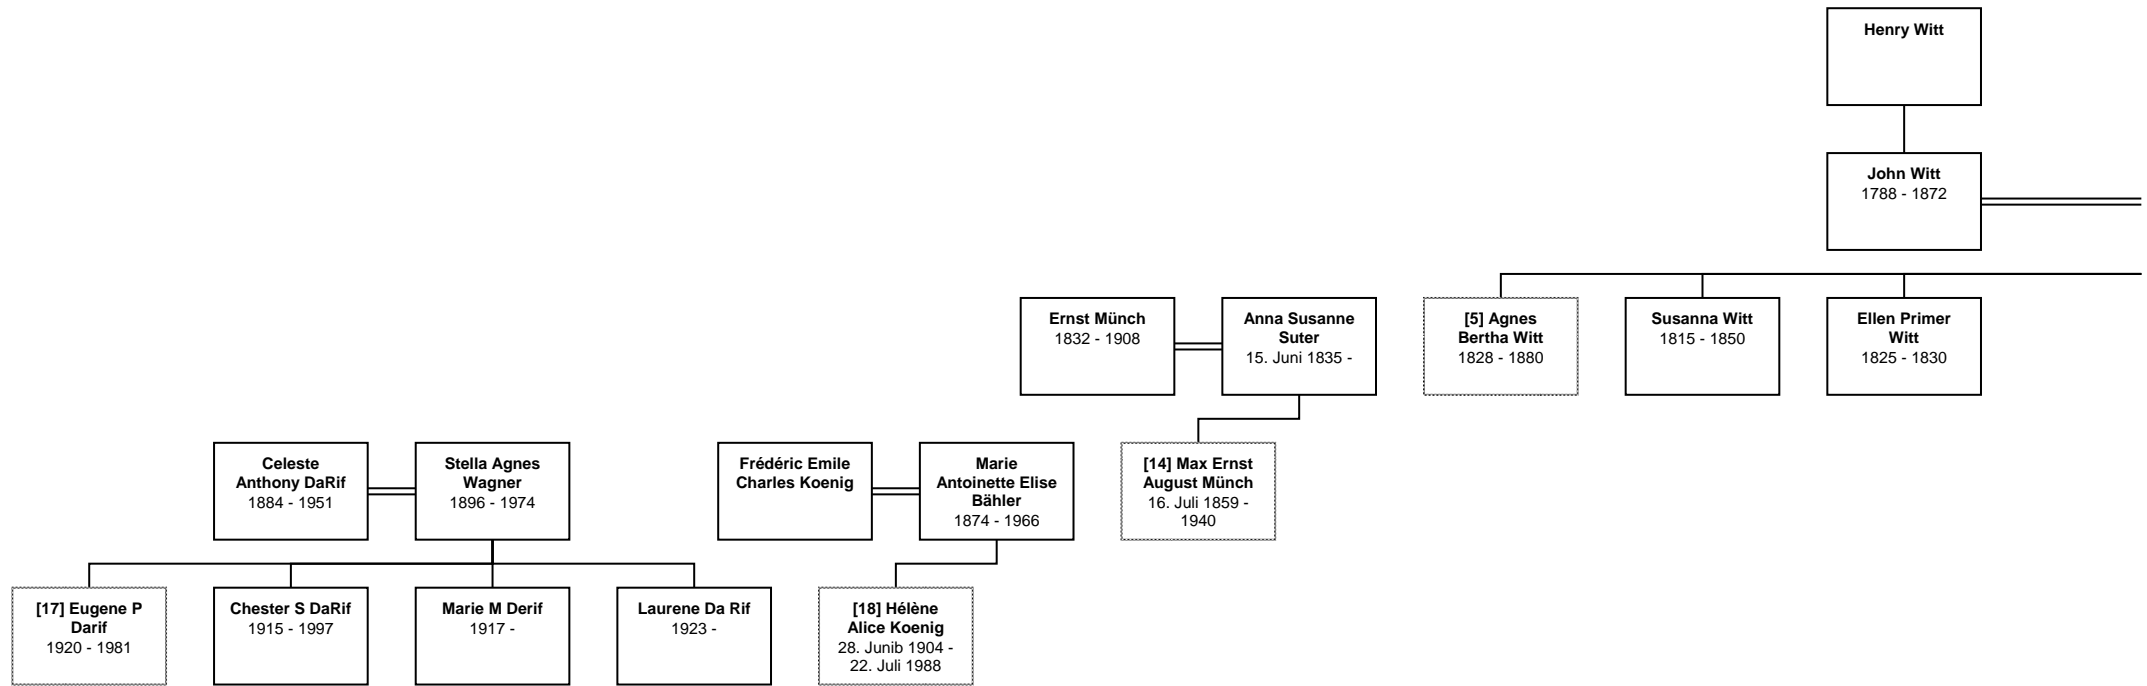 Henry Witt
John Witt
1788 - 1872
Ernst Münch
1832 - 1908
Anna Susanne
Suter
15. Juni 1835 -
[5] Agnes
Bertha Witt
1828 - 1880
Susanna Witt
1815 - 1850
Ellen Primer
Witt
1825 - 1830
Celeste
Anthony DaRif
1884 - 1951
Stella Agnes
Wagner
1896 - 1974
Frédéric Emile
Charles Koenig
Marie
Antoinette Elise
Bähler
1874 - 1966
[14] Max Ernst
August Münch
16. Juli 1859 -
1940
[17] Eugene P
Darif
1920 - 1981
Chester S DaRif
1915 - 1997
Marie M Derif
1917 -
Laurene Da Rif
1923 -
[18] Hélène
Alice Koenig
28. Junib 1904 -
22. Juli 1988